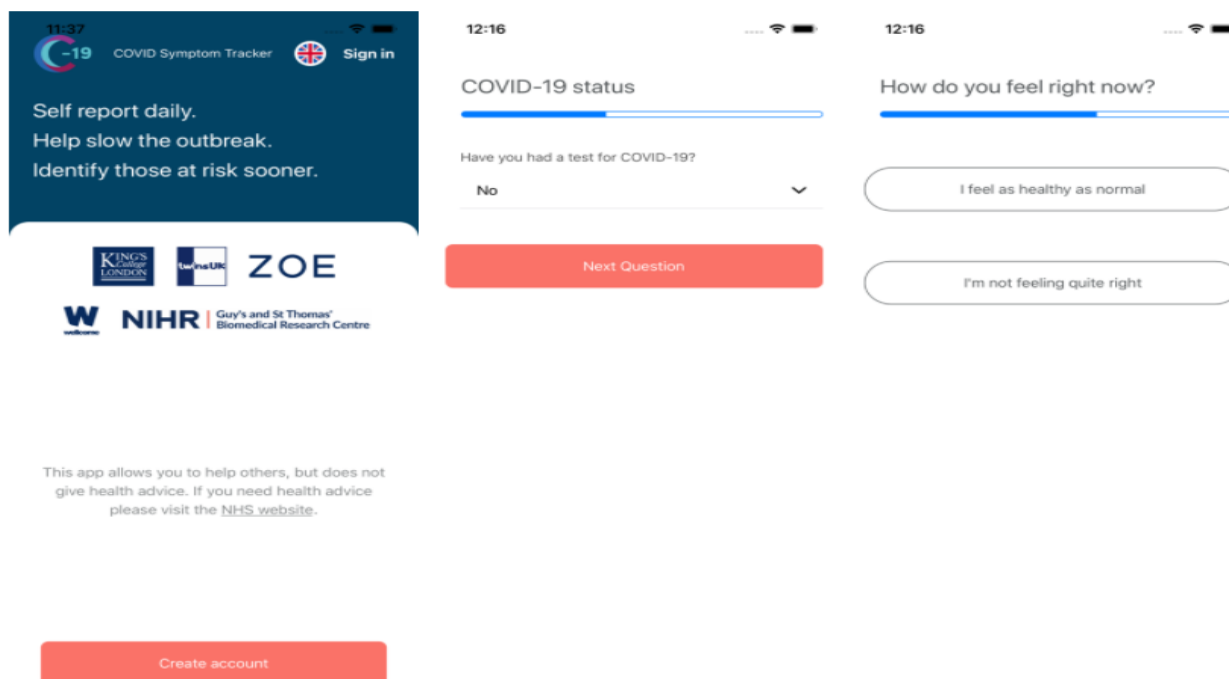 11:37
C-19 COVID Symptom Tracker Sign in
Self report daily.
Help slow the outbreak.
Identify those at risk sooner.
KING'S
College
LONDON
twinsUK
ZOE
W
wellcome
NIHR | Guy's and St Thomas'
Biomedical Research Centre
This app allows you to help others, but does not
give health advice. If you need health advice
please visit the NHS website.
Create account
12:16
COVID-19 status
Have you had a test for COVID-19?
No
Next Question
12:16
How do you feel right now?
I feel as healthy as normal
I'm not feeling quite right